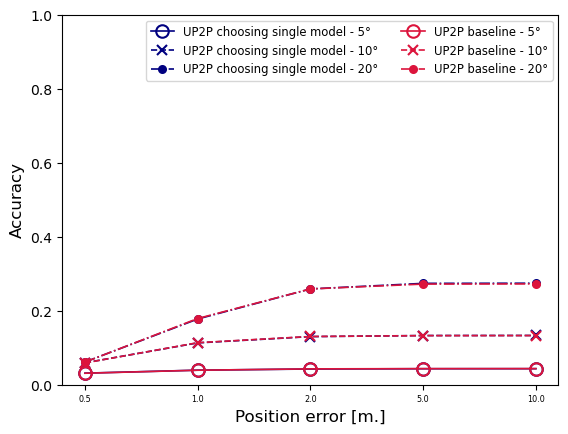 UP2P choosing single model - 5°
UP2P choosing single model - 10°
UP2P choosing single model - 20°
UP2P baseline - 5°
UP2P baseline - 10°
UP2P baseline - 20°
1.0
0.8
0.6
0.4
0.2
0.0
Accuracy
0.5 1.0 2.0 5.0 10.0
Position error [m.]